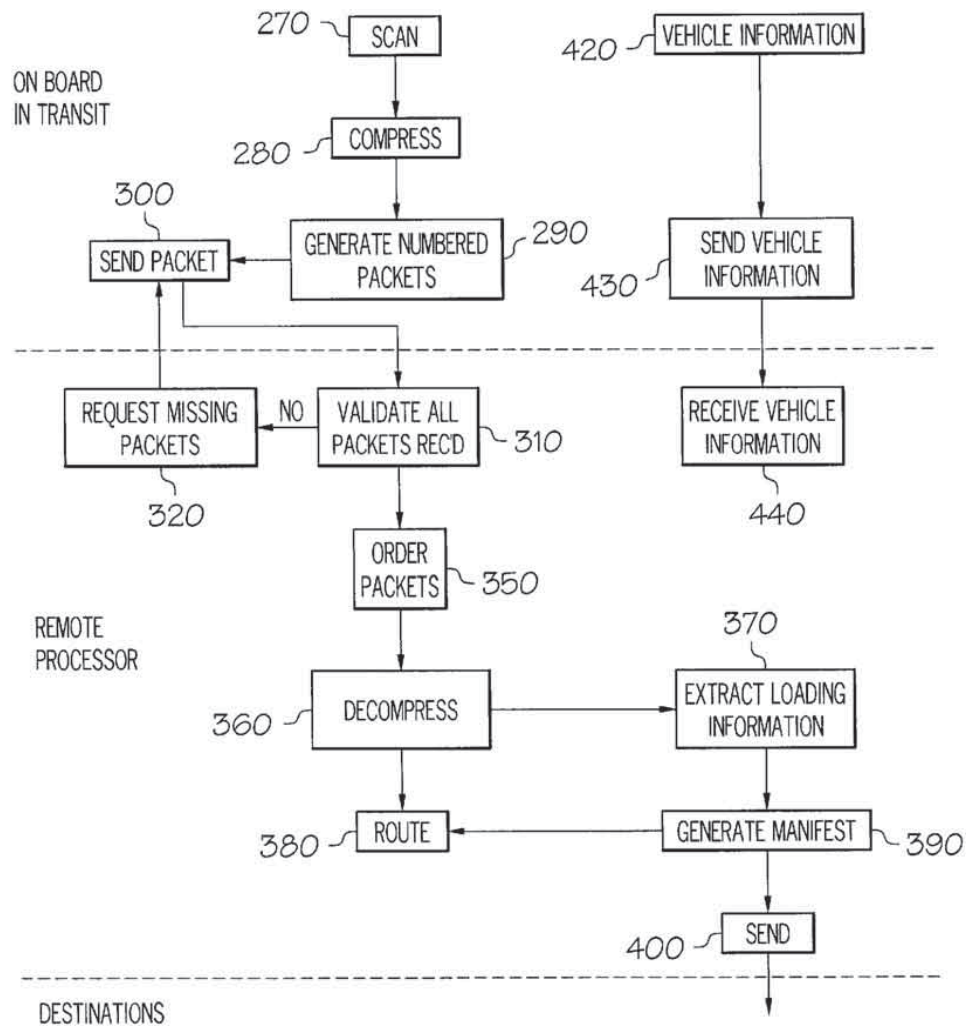 270
SCAN
420
VEHICLE INFORMATION
ON BOARD
IN TRANSIT
COMPRESS
280
300
SEND PACKET
GENERATE NUMBERED
PACKETS
290
SEND VEHICLE
INFORMATION
430
REQUEST MISSING
PACKETS
320
NO
VALIDATE ALL
PACKETS REC'D
310
RECEIVE VEHICLE
INFORMATION
440
ORDER
PACKETS
350
REMOTE
PROCESSOR
370
360
DECOMPRESS
EXTRACT LOADING
INFORMATION
380
ROUTE
GENERATE MANIFEST
390
400
SEND
DESTINATIONS